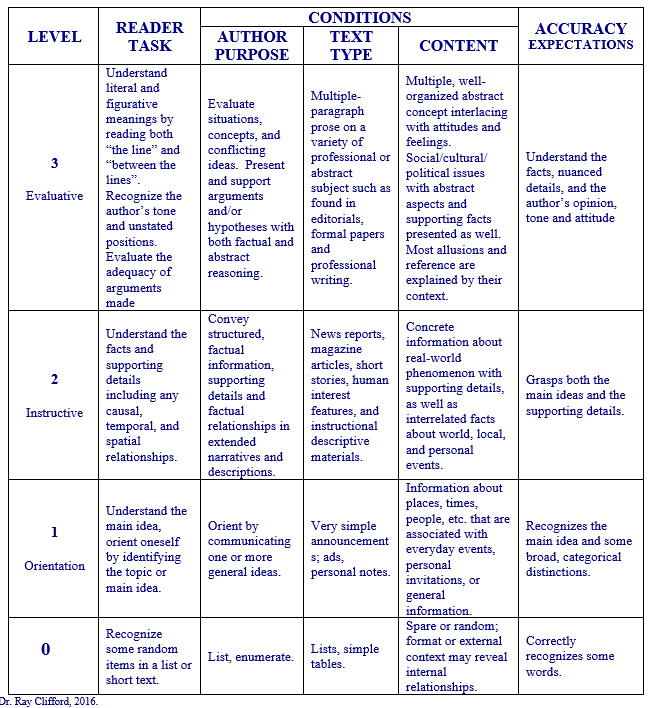 LEVEL
READER
TASK
CONDITIONS
AUTHOR
PURPOSE
TEXT
TYPE
CONTENT
ACCURACY
EXPECTATIONS
3
Evaluative
Understand
literal and
figurative
meanings by
reading both
“the line” and
“between the
lines”.
Recognize the
author’s tone
and unstated
positions.
Evaluate the
adequacy of
arguments
made
Evaluate
situations,
concepts, and
conflicting
ideas.  Present
and support
arguments
and/or
hypotheses with
both factual and
abstract
reasoning.
Multiple-
paragraph
prose on a
variety of
professional or
abstract
subject such as
found in
editorials,
formal papers
and
professional
writing.
Multiple, well-
organized abstract
concept interlacing
with attitudes and
feelings.
Social/cultural/
political issues
with abstract
aspects and
supporting facts
presented as well.
Most allusions and
reference are
explained by their
context.
Understand the
facts, nuanced
details, and the
author’s opinion,
tone and attitude
2
Instructive
Understand the
facts and
supporting
details
including any
causal,
temporal, and
spatial
relationships.
Convey
structured,
factual
information,
supporting
details and
factual
relationships in
extended
narratives and
descriptions.
News reports,
magazine
articles, short
stories, human
interest
features, and
instructional
descriptive
materials.
Concrete
information about
real-world
phenomenon with
supporting details,
as well as
interrelated facts
about world, local,
and personal
events.
Grasps both the
main ideas and the
supporting details.
1
Orientation
Understand the
main idea,
orient oneself
by identifying
the topic or
main idea.
Orient by
communicating
one or more
general ideas.
Very simple
announcement
s; ads,
personal notes.
Information about
places, times,
people, etc. that are
associated with
everyday events,
personal
invitations, or
general
information.
Recognizes the
main idea and some
broad, categorical
distinctions.
0
Recognize
some random
items in a list or
short text.
List, enumerate.
Lists, simple
tables.
Spare or random;
format or external
context may reveal
internal
relationships.
Correctly
recognizes some
words.
Dr. Ray Clifford, 2016.